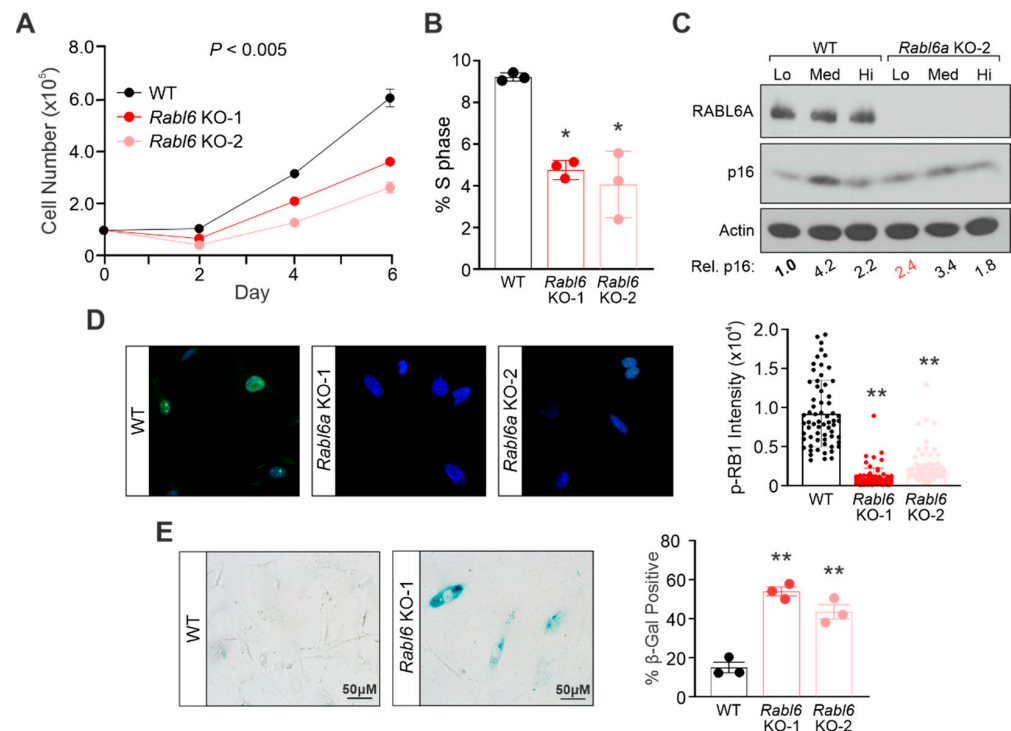 A
P < 0.005
Cell Number (x10⁵)
8.0
6.0
4.0
2.0
1.0
0
WT
Rabl6 KO-1
Rabl6 KO-2
0
2
4
6
Day
B
% S phase
10
8
6
4
2
0
*
*
WT
Rabl6
KO-1
Rabl6
KO-2
C
WT
Rabl6a KO-2
Lo Med Hi Lo Med Hi
RABL6A
p16
Actin
Rel. p16: 1.0 4.2 2.2 2.4 3.4 1.8
D
WT
Rabl6a KO-1
Rabl6a KO-2
p-RB1 Intensity (x10⁴)
2.0
1.5
1.0
0.5
0
**
**
WT
Rabl6
KO-1
Rabl6
KO-2
E
WT
50µM
Rabl6 KO-1
50µM
% β-Gal Positive
80
60
40
20
0
**
**
WT
Rabl6
KO-1
Rabl6
KO-2